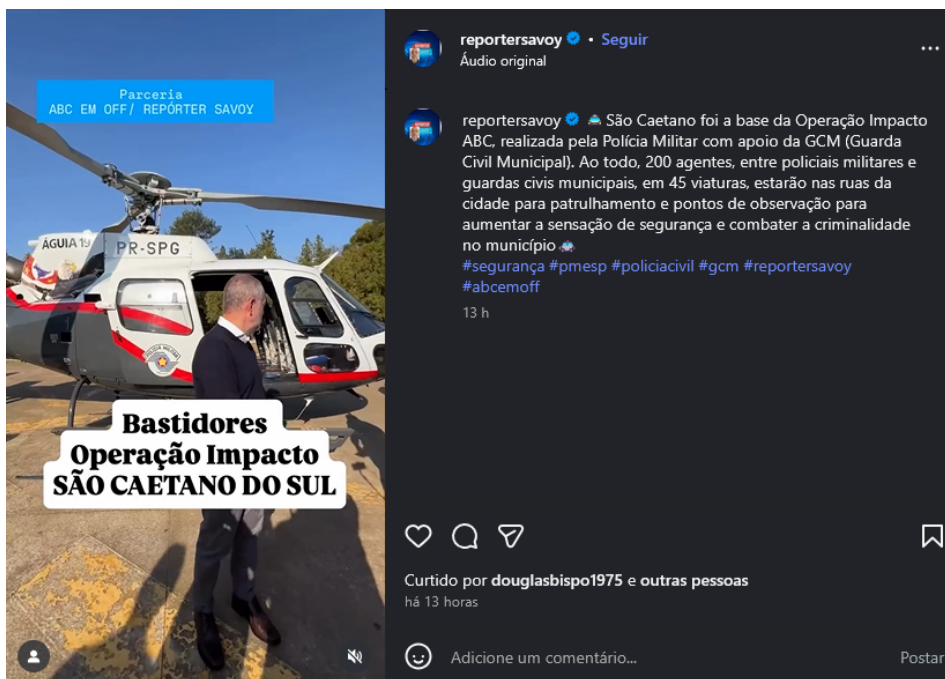 Parceria
ABC EM OFF/ REPÓRTER SAVOY
ÁGUIA 19
PR-SPG
POLÍCIA MILITAR
Bastidores
Operação Impacto
SÃO CAETANO DO SUL
reportersavoy • Seguir
Áudio original
reportersavoy 🚔 São Caetano foi a base da Operação Impacto
ABC, realizada pela Polícia Militar com apoio da GCM (Guarda
Civil Municipal). Ao todo, 200 agentes, entre policiais militares e
guardas civis municipais, em 45 viaturas, estarão nas ruas da
cidade para patrulhamento e pontos de observação para
aumentar a sensação de segurança e combater a criminalidade
no município 🚔
#segurança #pmesp #policiacivil #gcm #reportersavoy
#abcemoff
13 h
Curtido por douglasbispo1975 e outras pessoas
há 13 horas
Adicione um comentário...
Postar